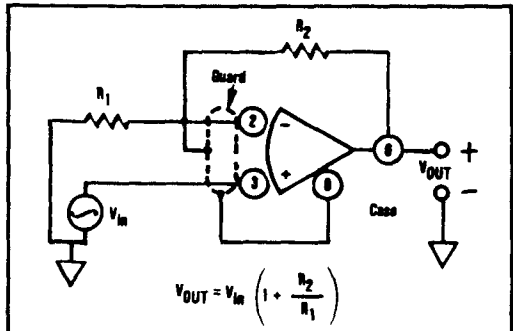 R2
Guard
R1
2
−
6
+
+
3
8
VOUT
−
Case
Vin
VOUT = Vin (1 + R2/R1)